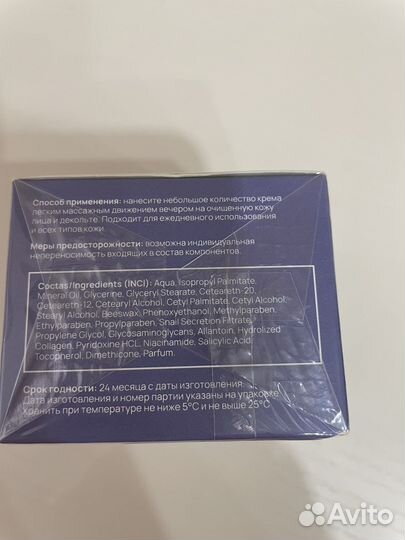 Способ применения: нанесите небольшое количество крема
легким массажным движением вечером на очищенную кожу
лица и декольте. Подходит для ежедневного использования
и всех типов кожи.
Меры предосторожности: возможна индивидуальная
непереносимость входящих в состав компонентов.
Coctas/Ingredients (INCI): Aqua, Isopropyl Palmitate,
Mineral Oil, Glycerine, Glyceryl Stearate, Ceteareth-20,
Ceteareth-12, Cetearyl Alcohol, Cetyl Palmitate, Cetyl Alcohol,
Stearyl Alcohol, Beeswax, Phenoxyethanol, Methylparaben,
Ethylparaben, Propylparaben, Snail Secretion Filtrate,
Propylene Glycol, Glycosaminoglycans, Allantoin, Hydrolized
Collagen, Pyridoxine HCL, Niacinamide, Salicylic Acid,
Tocopherol, Dimethicone, Parfum.
Срок годности: 24 месяца с даты изготовления.
Дата изготовления и номер партии указаны на упаковке.
Хранить при температуре не ниже 5°C и не выше 25°C
Avito